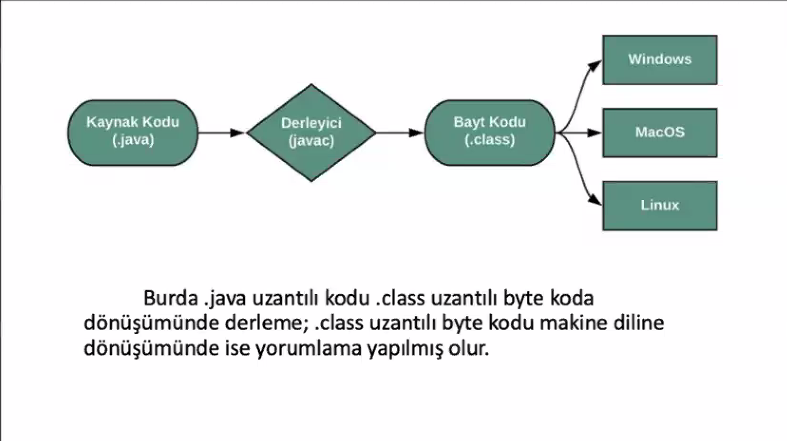 Kaynak Kodu
(.java)
Derleyici
(javac)
Bayt Kodu
(.class)
Windows
MacOS
Linux
Burda .java uzantılı kodu .class uzantılı byte koda
dönüşümünde derleme; .class uzantılı byte kodu makine diline
dönüşümünde ise yorumlama yapılmış olur.